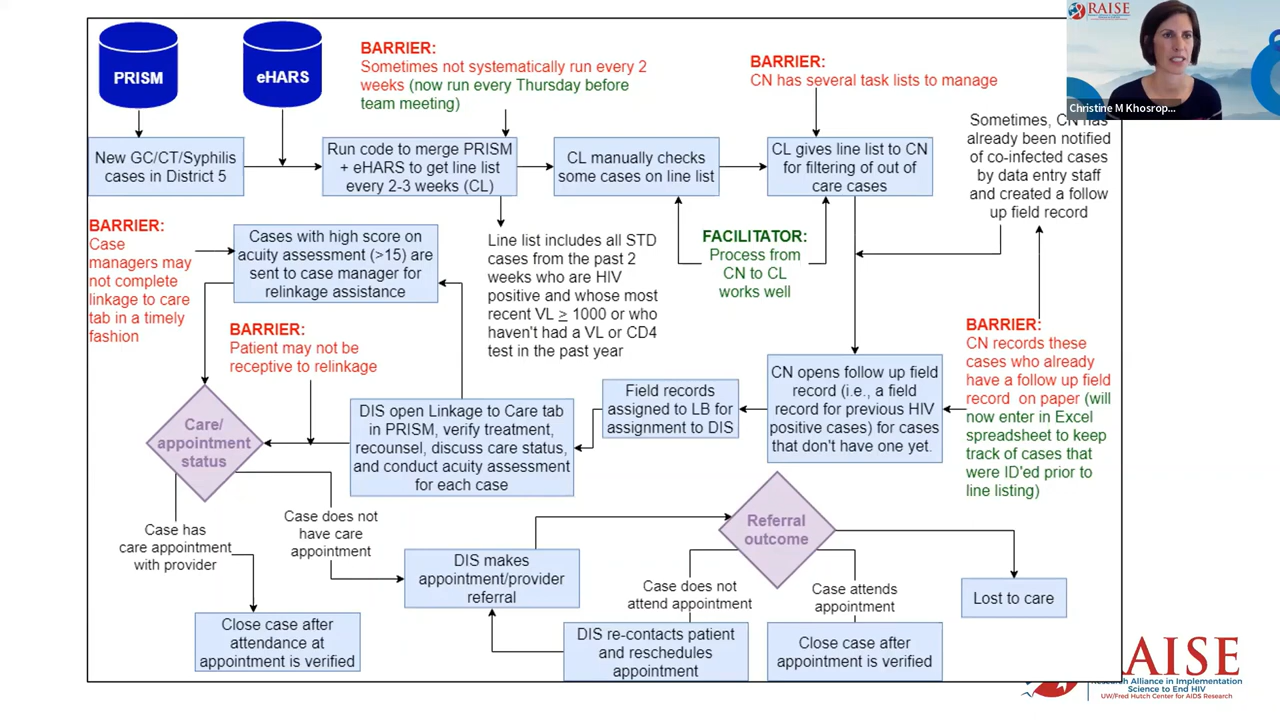 PRISM
eHARS
BARRIER:
Sometimes not systematically run every 2
weeks (now run every Thursday before
team meeting)
BARRIER:
CN has several task lists to manage
RAISE
Christine M Khosrop...
New GC/CT/Syphilis
cases in District 5
Run code to merge PRISM
+ eHARS to get line list
every 2-3 weeks (CL)
CL manually checks
some cases on line list
CL gives line list to CN
for filtering of out of
care cases
Sometimes, CN has
already been notified
of co-infected cases
by data entry staff
and created a follow
up field record
BARRIER:
Case
managers may
not complete
linkage to care
tab in a timely
fashion
Cases with high score on
acuity assessment (>15) are
sent to case manager for
relinkage assistance
Line list includes all STD
cases from the past 2
weeks who are HIV
positive and whose most
recent VL ≥ 1000 or who
haven't had a VL or CD4
test in the past year
FACILITATOR:
Process from
CN to CL
works well
BARRIER:
Patient may not be
receptive to relinkage
BARRIER:
CN records these
cases who already
have a follow up field
record on paper (will
now enter in Excel
spreadsheet to keep
track of cases that
were ID'ed prior to
line listing)
CN opens follow up field
record (i.e., a field
record for previous HIV
positive cases) for cases
that don't have one yet.
Field records
assigned to LB for
assignment to DIS
DIS open Linkage to Care tab
in PRISM, verify treatment,
recounsel, discuss care status,
and conduct acuity assessment
for each case
Care/
appointment
status
Case has
care appointment
with provider
Case does not
have care
appointment
Close case after
attendance at
appointment is verified
DIS makes
appointment/provider
referral
Referral
outcome
Case does not
attend appointment
Case attends
appointment
Lost to care
DIS re-contacts patient
and reschedules
appointment
Close case after
appointment is verified
RAISE
Research Alliance in Implementation
Science to End HIV
UW/Fred Hutch Center for AIDS Research